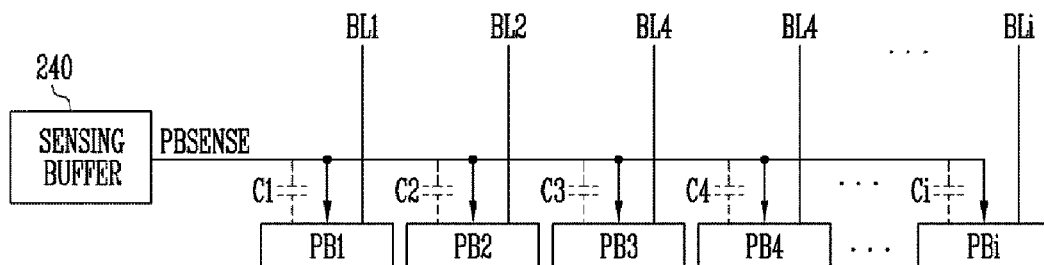 BL1 BL2 BL4 BL4 ... BLi
240
SENSING
BUFFER
PBSENSE
C1 C2 C3 C4 ... Ci
PB1 PB2 PB3 PB4 ... PBi